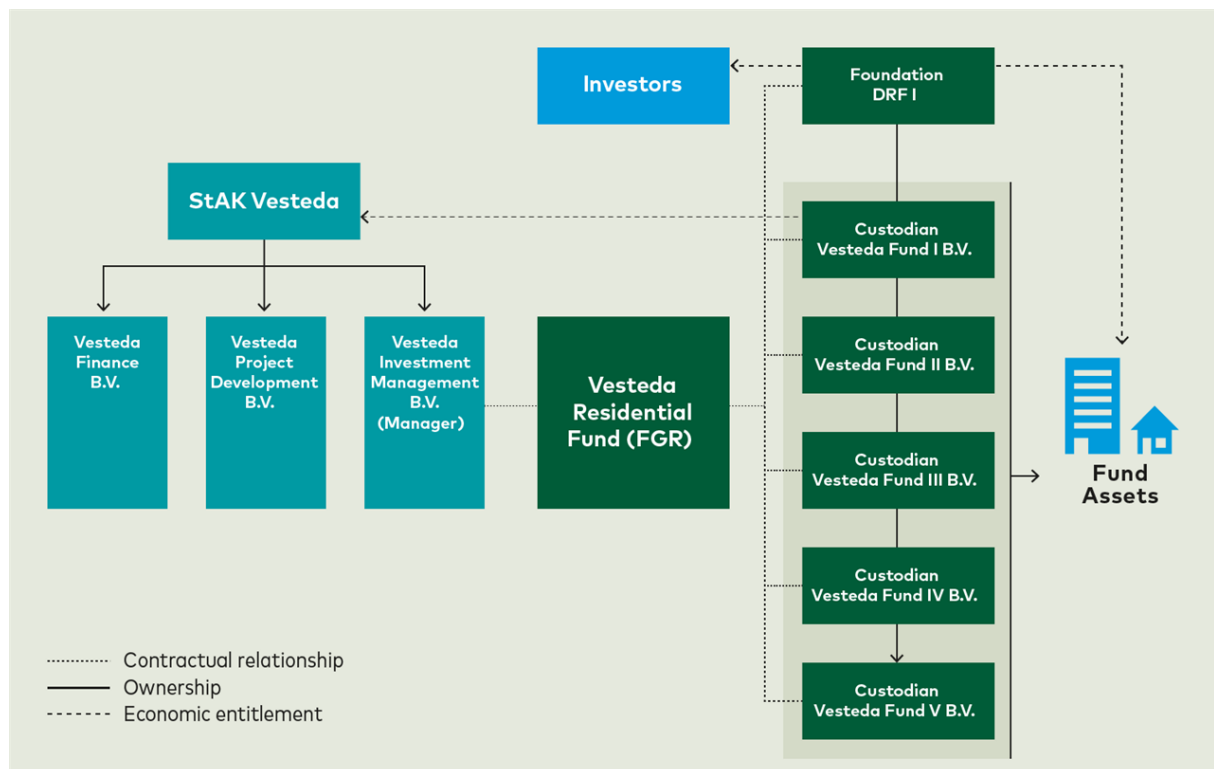 Investors
Foundation
DRF I
StAK Vesteda
Custodian
Vesteda Fund I B.V.
Vesteda
Finance
B.V.
Vesteda
Project
Development
B.V.
Vesteda
Investment
Management
B.V.
(Manager)
Vesteda
Residential
Fund (FGR)
Custodian
Vesteda Fund II B.V.
Custodian
Vesteda Fund III B.V.
Fund
Assets
Custodian
Vesteda Fund IV B.V.
Custodian
Vesteda Fund V B.V.
Contractual relationship
Ownership
Economic entitlement